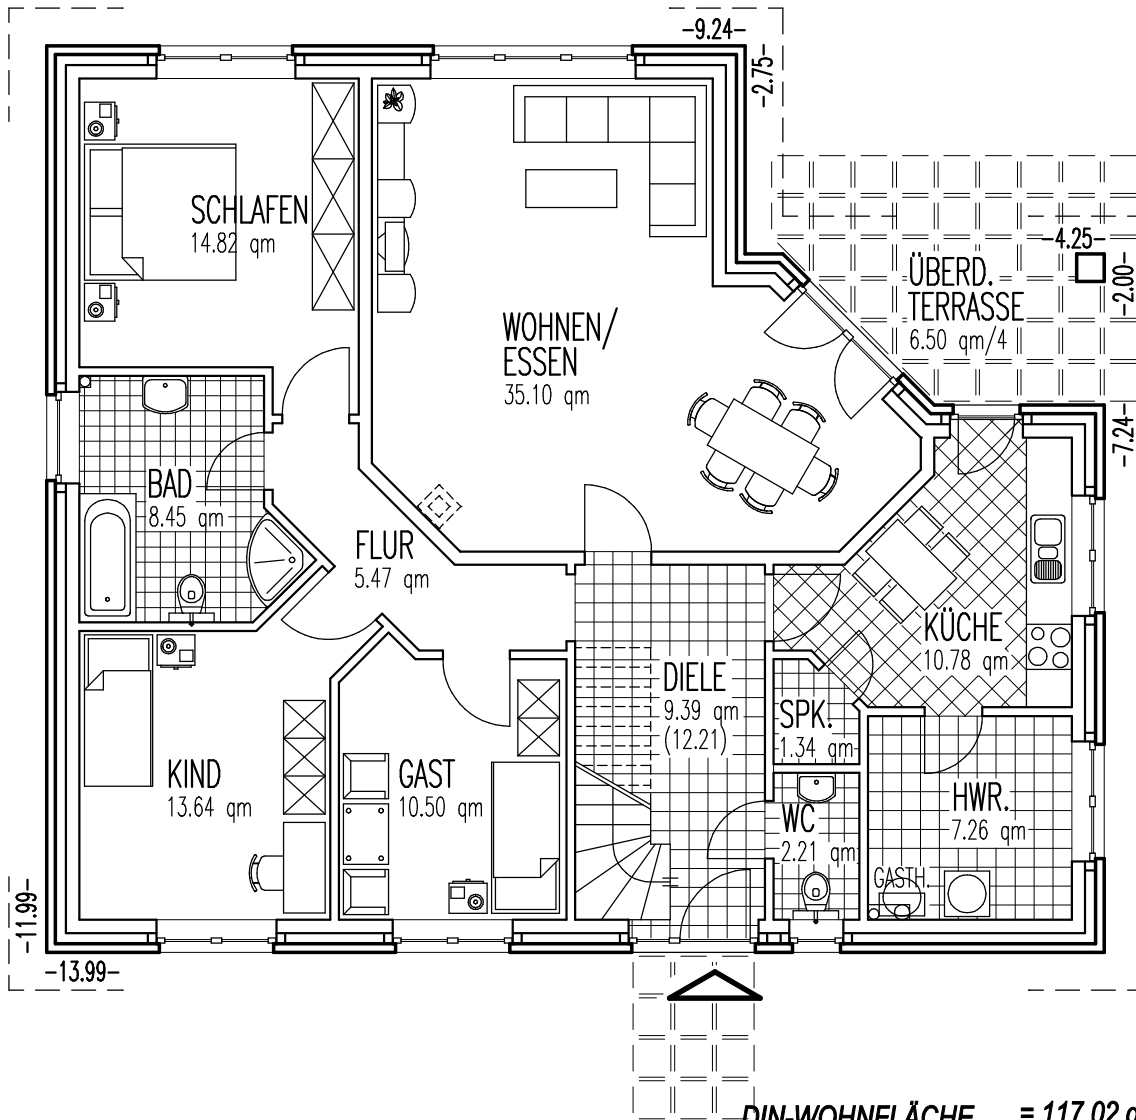 -9.24-
-2.75-
SCHLAFEN
14.82 qm
-4.25-
-2.00-
ÜBERD.
TERRASSE
6.50 qm/4
WOHNEN/
ESSEN
35.10 qm
-7.24-
BAD
8.45 qm
FLUR
5.47 qm
KÜCHE
10.78 qm
DIELE
9.39 qm
(12.21)
SPK.
1.34 qm
KIND
13.64 qm
GAST
10.50 qm
WC
2.21 qm
HWR.
7.26 qm
GASTH.
-11.99-
-13.99-
DIN-WOHNFLÄCHE = 117.02 q